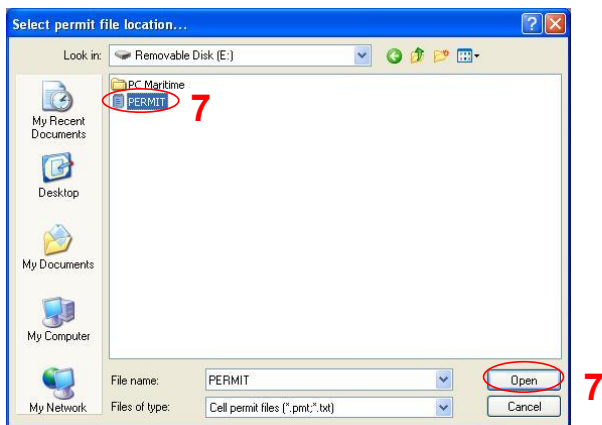 Select permit file location...
Look in: Removable Disk (E:)
PC Maritime
PERMIT 7
My Recent Documents
Desktop
My Documents
My Computer
My Network
File name: PERMIT Open 7
Files of type: Cell permit files (*.pmt;*.txt) Cancel